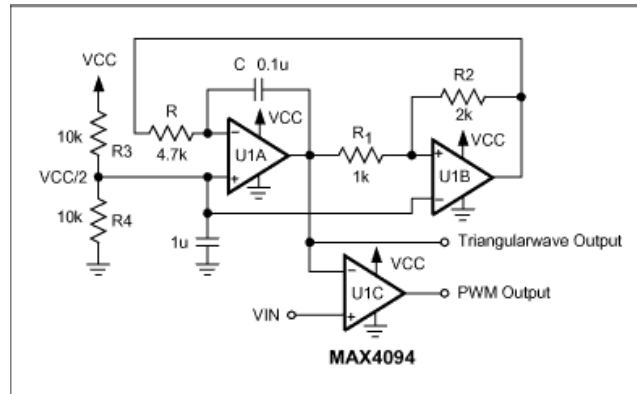 VCC
C 0.1u
R2
2k
10k
R
VCC
R3
4.7k
U1A
R1
1k
VCC
VCC/2
U1B
10k
R4
1u
Triangularwave Output
VCC
U1C
PWM Output
VIN
MAX4094